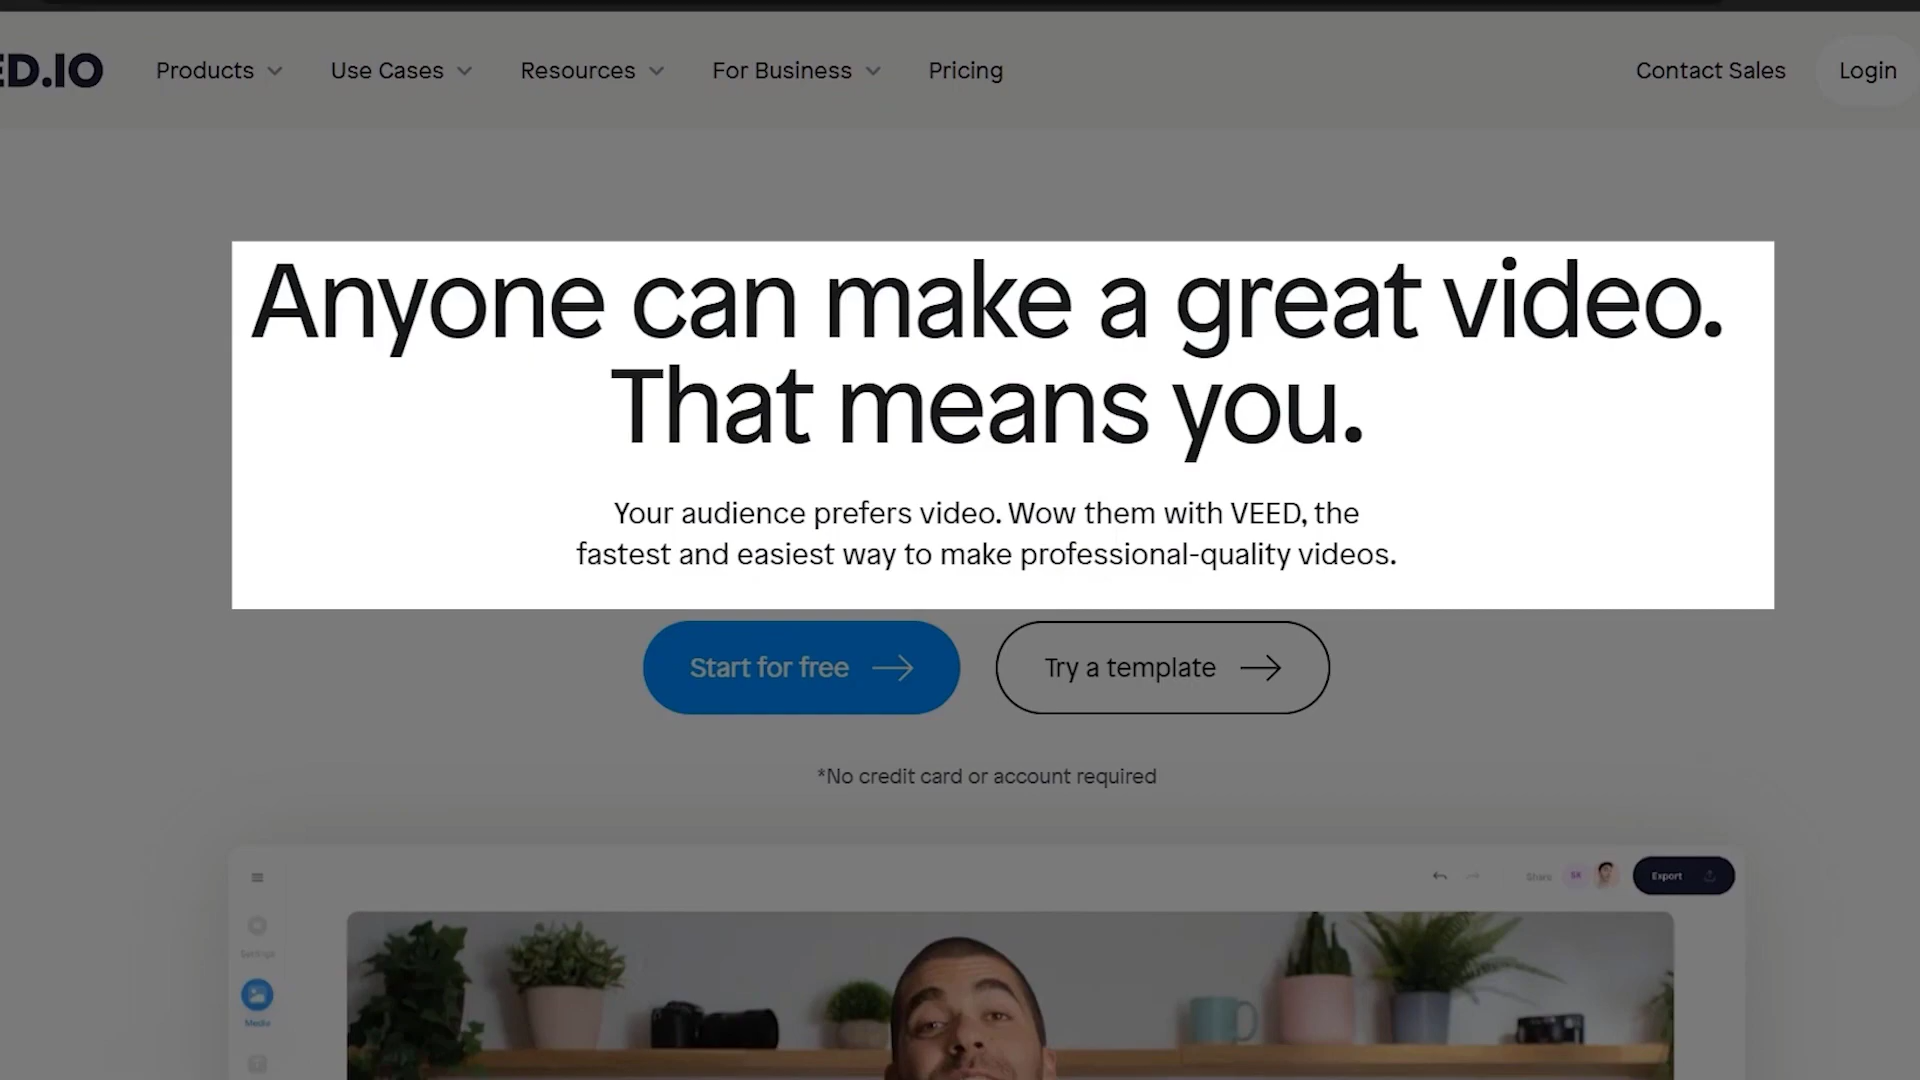 ED.IO
Products
Use Cases
Resources
For Business
Pricing
Contact Sales
Login
Anyone can make a great video.
That means you.
Your audience prefers video. Wow them with VEED, the
fastest and easiest way to make professional-quality videos.
Start for free
Try a template
*No credit card or account required
Share
Export
Settings
Media